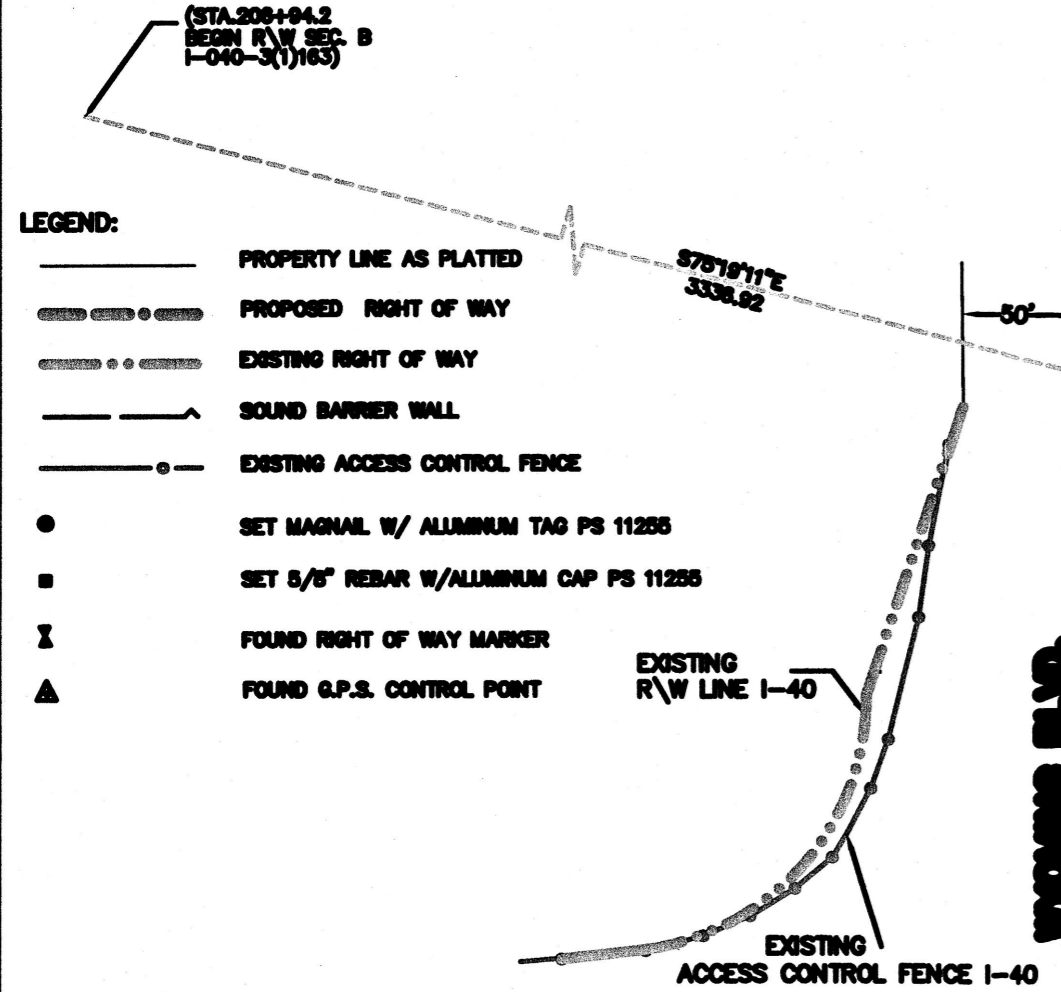 (STA.206+94.2
BEGIN R\W SEC. B
I-040-3(1)163)
LEGEND:
PROPERTY LINE AS PLATTED
PROPOSED RIGHT OF WAY
EXISTING RIGHT OF WAY
SOUND BARRIER WALL
EXISTING ACCESS CONTROL FENCE
SET MAGNAIL W/ ALUMINUM TAG PS 11255
SET 5/8" REBAR W/ALUMINUM CAP PS 11255
FOUND RIGHT OF WAY MARKER
FOUND G.P.S. CONTROL POINT
S75°19'11"E
3336.92
50'
EXISTING
R\W LINE I-40
EXISTING
ACCESS CONTROL FENCE I-40
WYOMING BLVD.